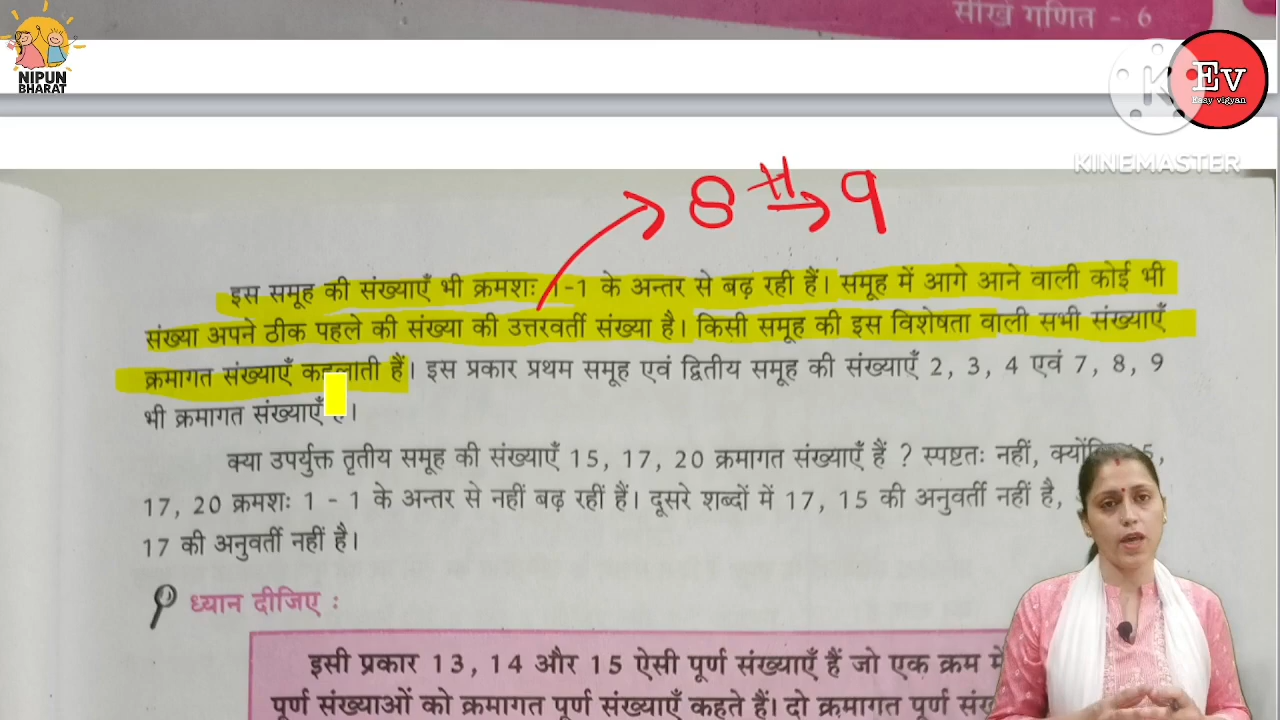 सीखें गणित - 6
NIPUN
BHARAT
Ev
Easy vigyan
K
KINEMASTER
8 +1 → 9
इस समूह की संख्याएँ भी क्रमशः 1-1 के अन्तर से बढ़ रही हैं। समूह में आगे आने वाली कोई भी
संख्या अपने ठीक पहले की संख्या की उत्तरवर्ती संख्या है। किसी समूह की इस विशेषता वाली सभी संख्याएँ
क्रमागत संख्याएँ कहलाती हैं। इस प्रकार प्रथम समूह एवं द्वितीय समूह की संख्याएँ 2, 3, 4 एवं 7, 8, 9
भी क्रमागत संख्याएँ
क्या उपर्युक्त तृतीय समूह की संख्याएँ 15, 17, 20 क्रमागत संख्याएँ हैं ? स्पष्टतः नहीं,
17, 20 क्रमशः 1 - 1 के अन्तर से नहीं बढ़ रहीं हैं। दूसरे शब्दों में 17, 15 की अनुवर्ती नहीं है,
17 की अनुवर्ती नहीं है।
ध्यान दीजिए :
इसी प्रकार 13, 14 और 15 ऐसी पूर्ण संख्याएँ हैं जो एक क्रम में
पूर्ण संख्याओं को क्रमागत पूर्ण संख्याएँ कहते हैं। दो क्रमागत पूर्ण